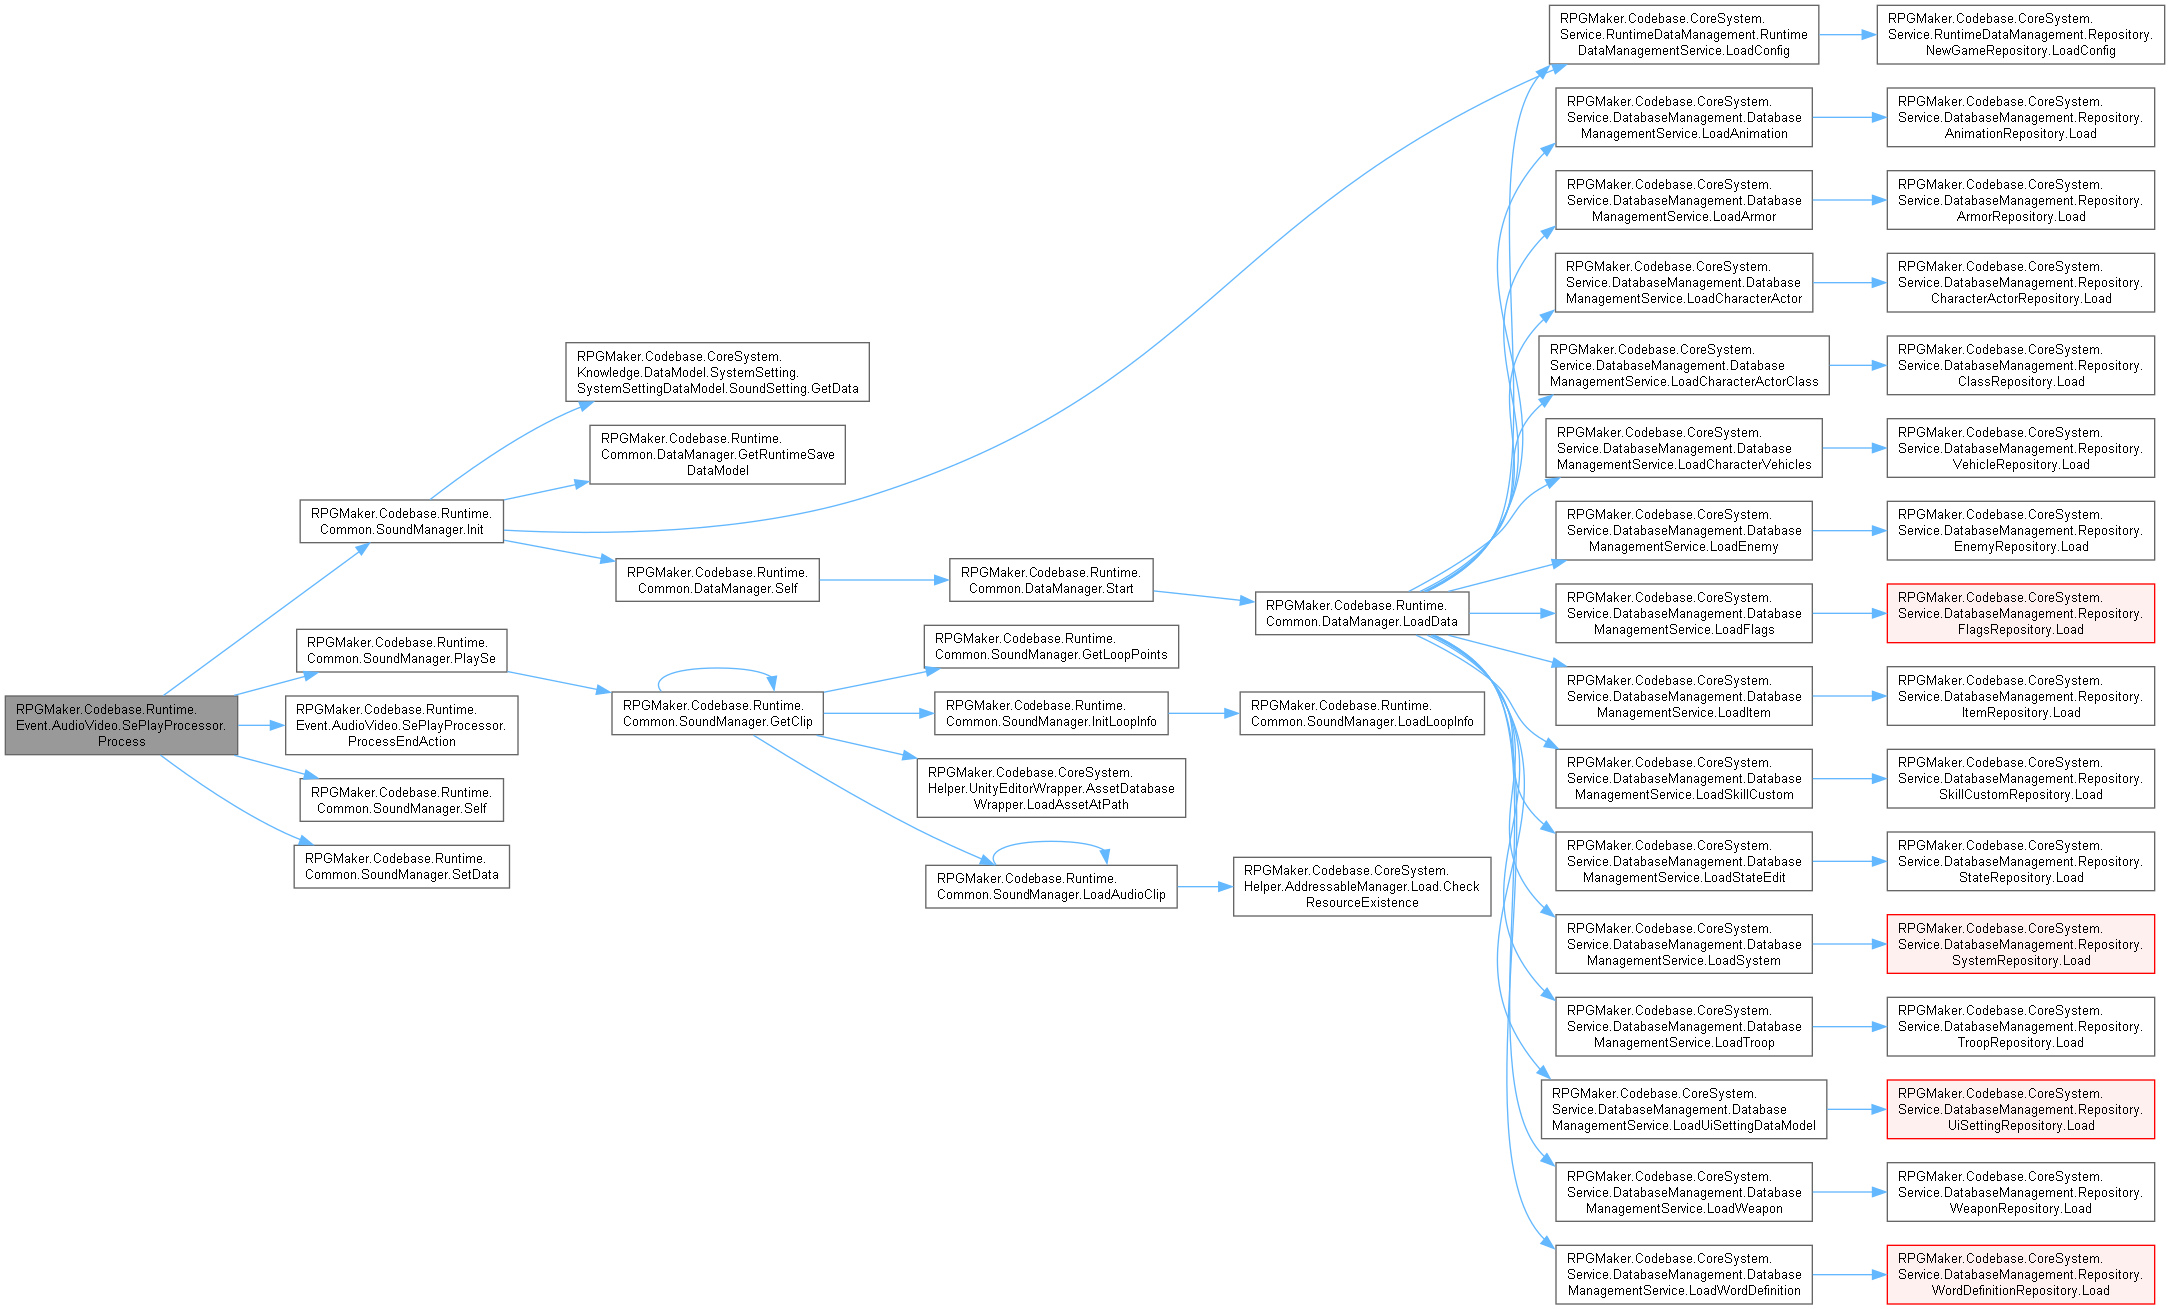 RPGMaker.Codebase.Runtime.
Event.AudioVideo.SePlayProcessor.
Process
RPGMaker.Codebase.Runtime.
Common.SoundManager.Init
RPGMaker.Codebase.CoreSystem.
Knowledge.DataModel.SystemSetting.
SystemSettingDataModel.SoundSetting.GetData
RPGMaker.Codebase.Runtime.
Common.DataManager.GetRuntimeSave
DataModel
RPGMaker.Codebase.Runtime.
Common.DataManager.Self
RPGMaker.Codebase.Runtime.
Common.DataManager.Start
RPGMaker.Codebase.Runtime.
Common.DataManager.LoadData
RPGMaker.Codebase.CoreSystem.
Service.RuntimeDataManagement.Runtime
DataManagementService.LoadConfig
RPGMaker.Codebase.CoreSystem.
Service.RuntimeDataManagement.Repository.
NewGameRepository.LoadConfig
RPGMaker.Codebase.CoreSystem.
Service.DatabaseManagement.Database
ManagementService.LoadAnimation
RPGMaker.Codebase.CoreSystem.
Service.DatabaseManagement.Repository.
AnimationRepository.Load
RPGMaker.Codebase.CoreSystem.
Service.DatabaseManagement.Database
ManagementService.LoadArmor
RPGMaker.Codebase.CoreSystem.
Service.DatabaseManagement.Repository.
ArmorRepository.Load
RPGMaker.Codebase.CoreSystem.
Service.DatabaseManagement.Database
ManagementService.LoadCharacterActor
RPGMaker.Codebase.CoreSystem.
Service.DatabaseManagement.Repository.
CharacterActorRepository.Load
RPGMaker.Codebase.CoreSystem.
Service.DatabaseManagement.Database
ManagementService.LoadCharacterActorClass
RPGMaker.Codebase.CoreSystem.
Service.DatabaseManagement.Repository.
ClassRepository.Load
RPGMaker.Codebase.CoreSystem.
Service.DatabaseManagement.Database
ManagementService.LoadCharacterVehicles
RPGMaker.Codebase.CoreSystem.
Service.DatabaseManagement.Repository.
VehicleRepository.Load
RPGMaker.Codebase.CoreSystem.
Service.DatabaseManagement.Database
ManagementService.LoadEnemy
RPGMaker.Codebase.CoreSystem.
Service.DatabaseManagement.Repository.
EnemyRepository.Load
RPGMaker.Codebase.CoreSystem.
Service.DatabaseManagement.Database
ManagementService.LoadFlags
RPGMaker.Codebase.CoreSystem.
Service.DatabaseManagement.Repository.
FlagsRepository.Load
RPGMaker.Codebase.CoreSystem.
Service.DatabaseManagement.Database
ManagementService.LoadItem
RPGMaker.Codebase.CoreSystem.
Service.DatabaseManagement.Repository.
ItemRepository.Load
RPGMaker.Codebase.CoreSystem.
Service.DatabaseManagement.Database
ManagementService.LoadSkillCustom
RPGMaker.Codebase.CoreSystem.
Service.DatabaseManagement.Repository.
SkillCustomRepository.Load
RPGMaker.Codebase.CoreSystem.
Service.DatabaseManagement.Database
ManagementService.LoadStateEdit
RPGMaker.Codebase.CoreSystem.
Service.DatabaseManagement.Repository.
StateRepository.Load
RPGMaker.Codebase.CoreSystem.
Service.DatabaseManagement.Database
ManagementService.LoadSystem
RPGMaker.Codebase.CoreSystem.
Service.DatabaseManagement.Repository.
SystemRepository.Load
RPGMaker.Codebase.CoreSystem.
Service.DatabaseManagement.Database
ManagementService.LoadTroop
RPGMaker.Codebase.CoreSystem.
Service.DatabaseManagement.Repository.
TroopRepository.Load
RPGMaker.Codebase.CoreSystem.
Service.DatabaseManagement.Database
ManagementService.LoadUiSettingDataModel
RPGMaker.Codebase.CoreSystem.
Service.DatabaseManagement.Repository.
UiSettingRepository.Load
RPGMaker.Codebase.CoreSystem.
Service.DatabaseManagement.Database
ManagementService.LoadWeapon
RPGMaker.Codebase.CoreSystem.
Service.DatabaseManagement.Repository.
WeaponRepository.Load
RPGMaker.Codebase.CoreSystem.
Service.DatabaseManagement.Database
ManagementService.LoadWordDefinition
RPGMaker.Codebase.CoreSystem.
Service.DatabaseManagement.Repository.
WordDefinitionRepository.Load
RPGMaker.Codebase.Runtime.
Common.SoundManager.PlaySe
RPGMaker.Codebase.Runtime.
Common.SoundManager.GetClip
RPGMaker.Codebase.Runtime.
Common.SoundManager.GetLoopPoints
RPGMaker.Codebase.Runtime.
Common.SoundManager.InitLoopInfo
RPGMaker.Codebase.Runtime.
Common.SoundManager.LoadLoopInfo
RPGMaker.Codebase.CoreSystem.
Helper.UnityEditorWrapper.AssetDatabase
Wrapper.LoadAssetAtPath
RPGMaker.Codebase.Runtime.
Common.SoundManager.LoadAudioClip
RPGMaker.Codebase.CoreSystem.
Helper.AddressableManager.Load.Check
ResourceExistence
RPGMaker.Codebase.Runtime.
Event.AudioVideo.SePlayProcessor.
ProcessEndAction
RPGMaker.Codebase.Runtime.
Common.SoundManager.Self
RPGMaker.Codebase.Runtime.
Common.SoundManager.SetData